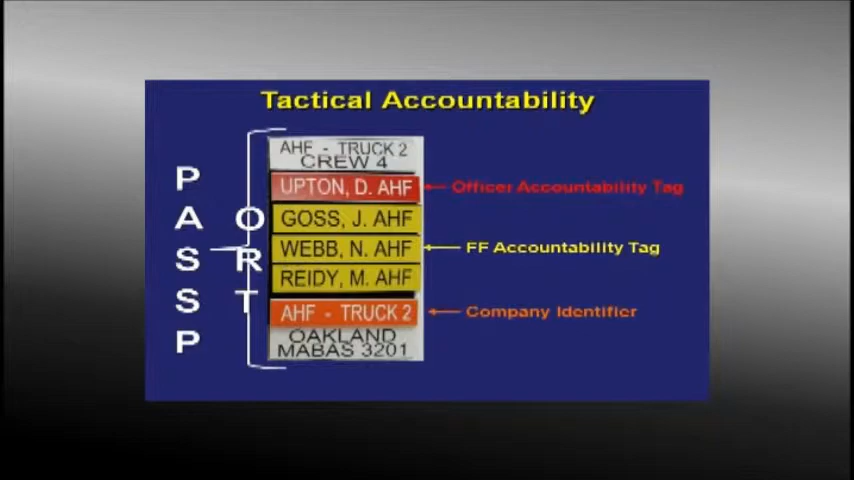 Tactical Accountability
PASSPORT
AHF - TRUCK 2
CREW 4
UPTON, D. AHF
Officer Accountability Tag
GOSS, J. AHF
WEBB, N. AHF
FF Accountability Tag
REIDY, M. AHF
AHF - TRUCK 2
Company Identifier
OAKLAND
MABAS 3201